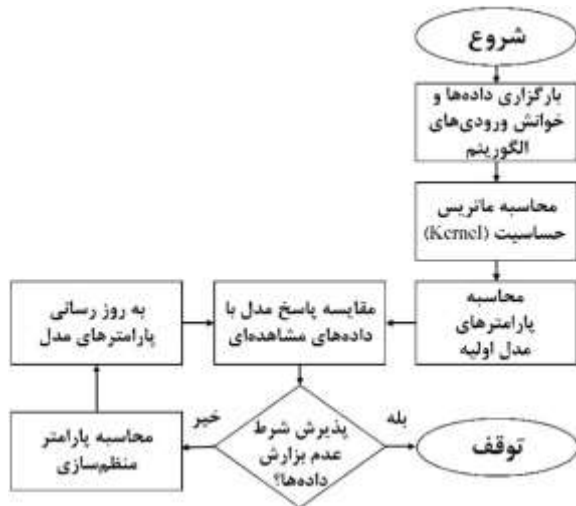 شروع
بارگزاری داده‌ها و
خوانش ورودی‌های
الگوریتم
محاسبه ماتریس
حساسیت (Kernel)
محاسبه
پارامترهای
مدل اولیه
مقایسه پاسخ مدل با
داده‌های مشاهده‌ای
به روز رسانی
پارامترهای مدل
پذیرش شرط
عدم بزارش
داده‌ها؟
بله
توقف
خیر
محاسبه پارامتر
منظم‌سازی